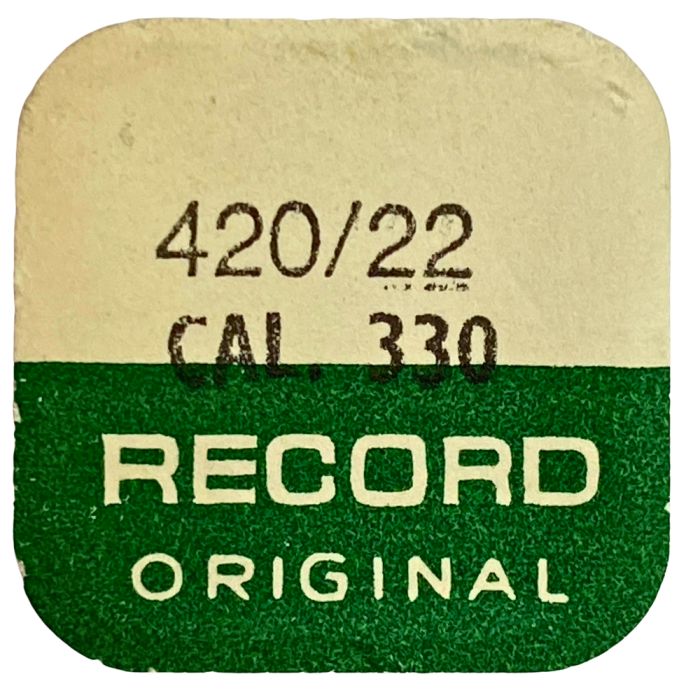 420/22
CAL. 330
RECORD
ORIGINAL